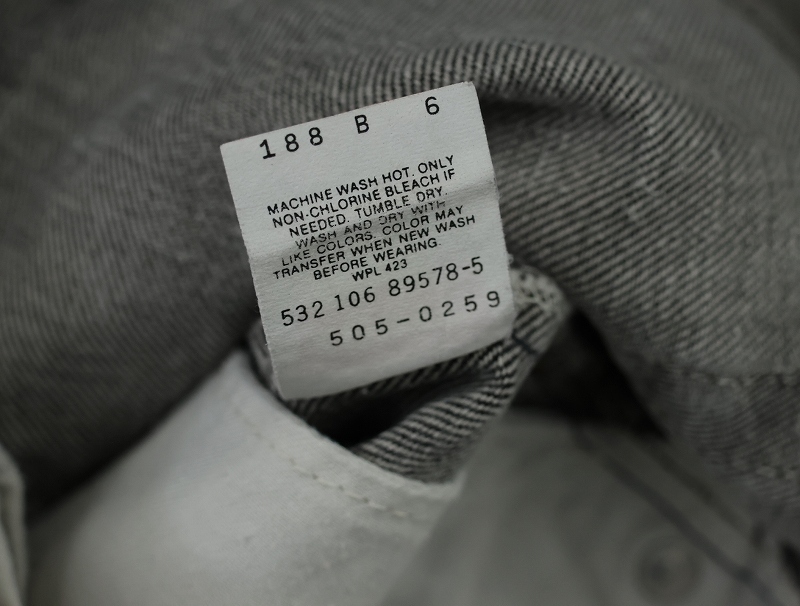 188 B 6
MACHINE WASH HOT. ONLY
NON-CHLORINE BLEACH IF
NEEDED. TUMBLE DRY.
WASH AND DRY WITH
LIKE COLORS. COLOR MAY
TRANSFER WHEN NEW WASH
BEFORE WEARING.
WPL 423
532 106 89578-5
505-0259